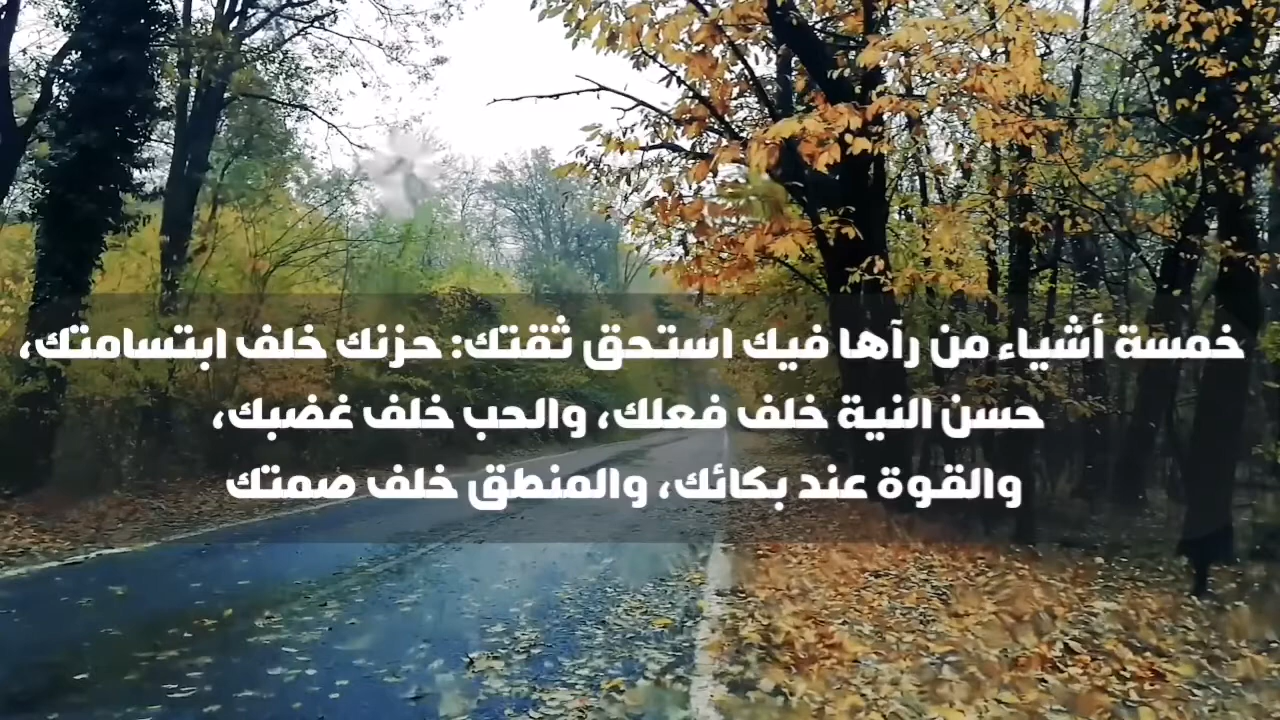 خمسة أشياء من رآها فيك استحق ثقتك: حزنك خلف ابتسامتك،
حسن النية خلف فعلك، والحب خلف غضبك،
والقوة عند بكائك، والمنطق خلف صمتك